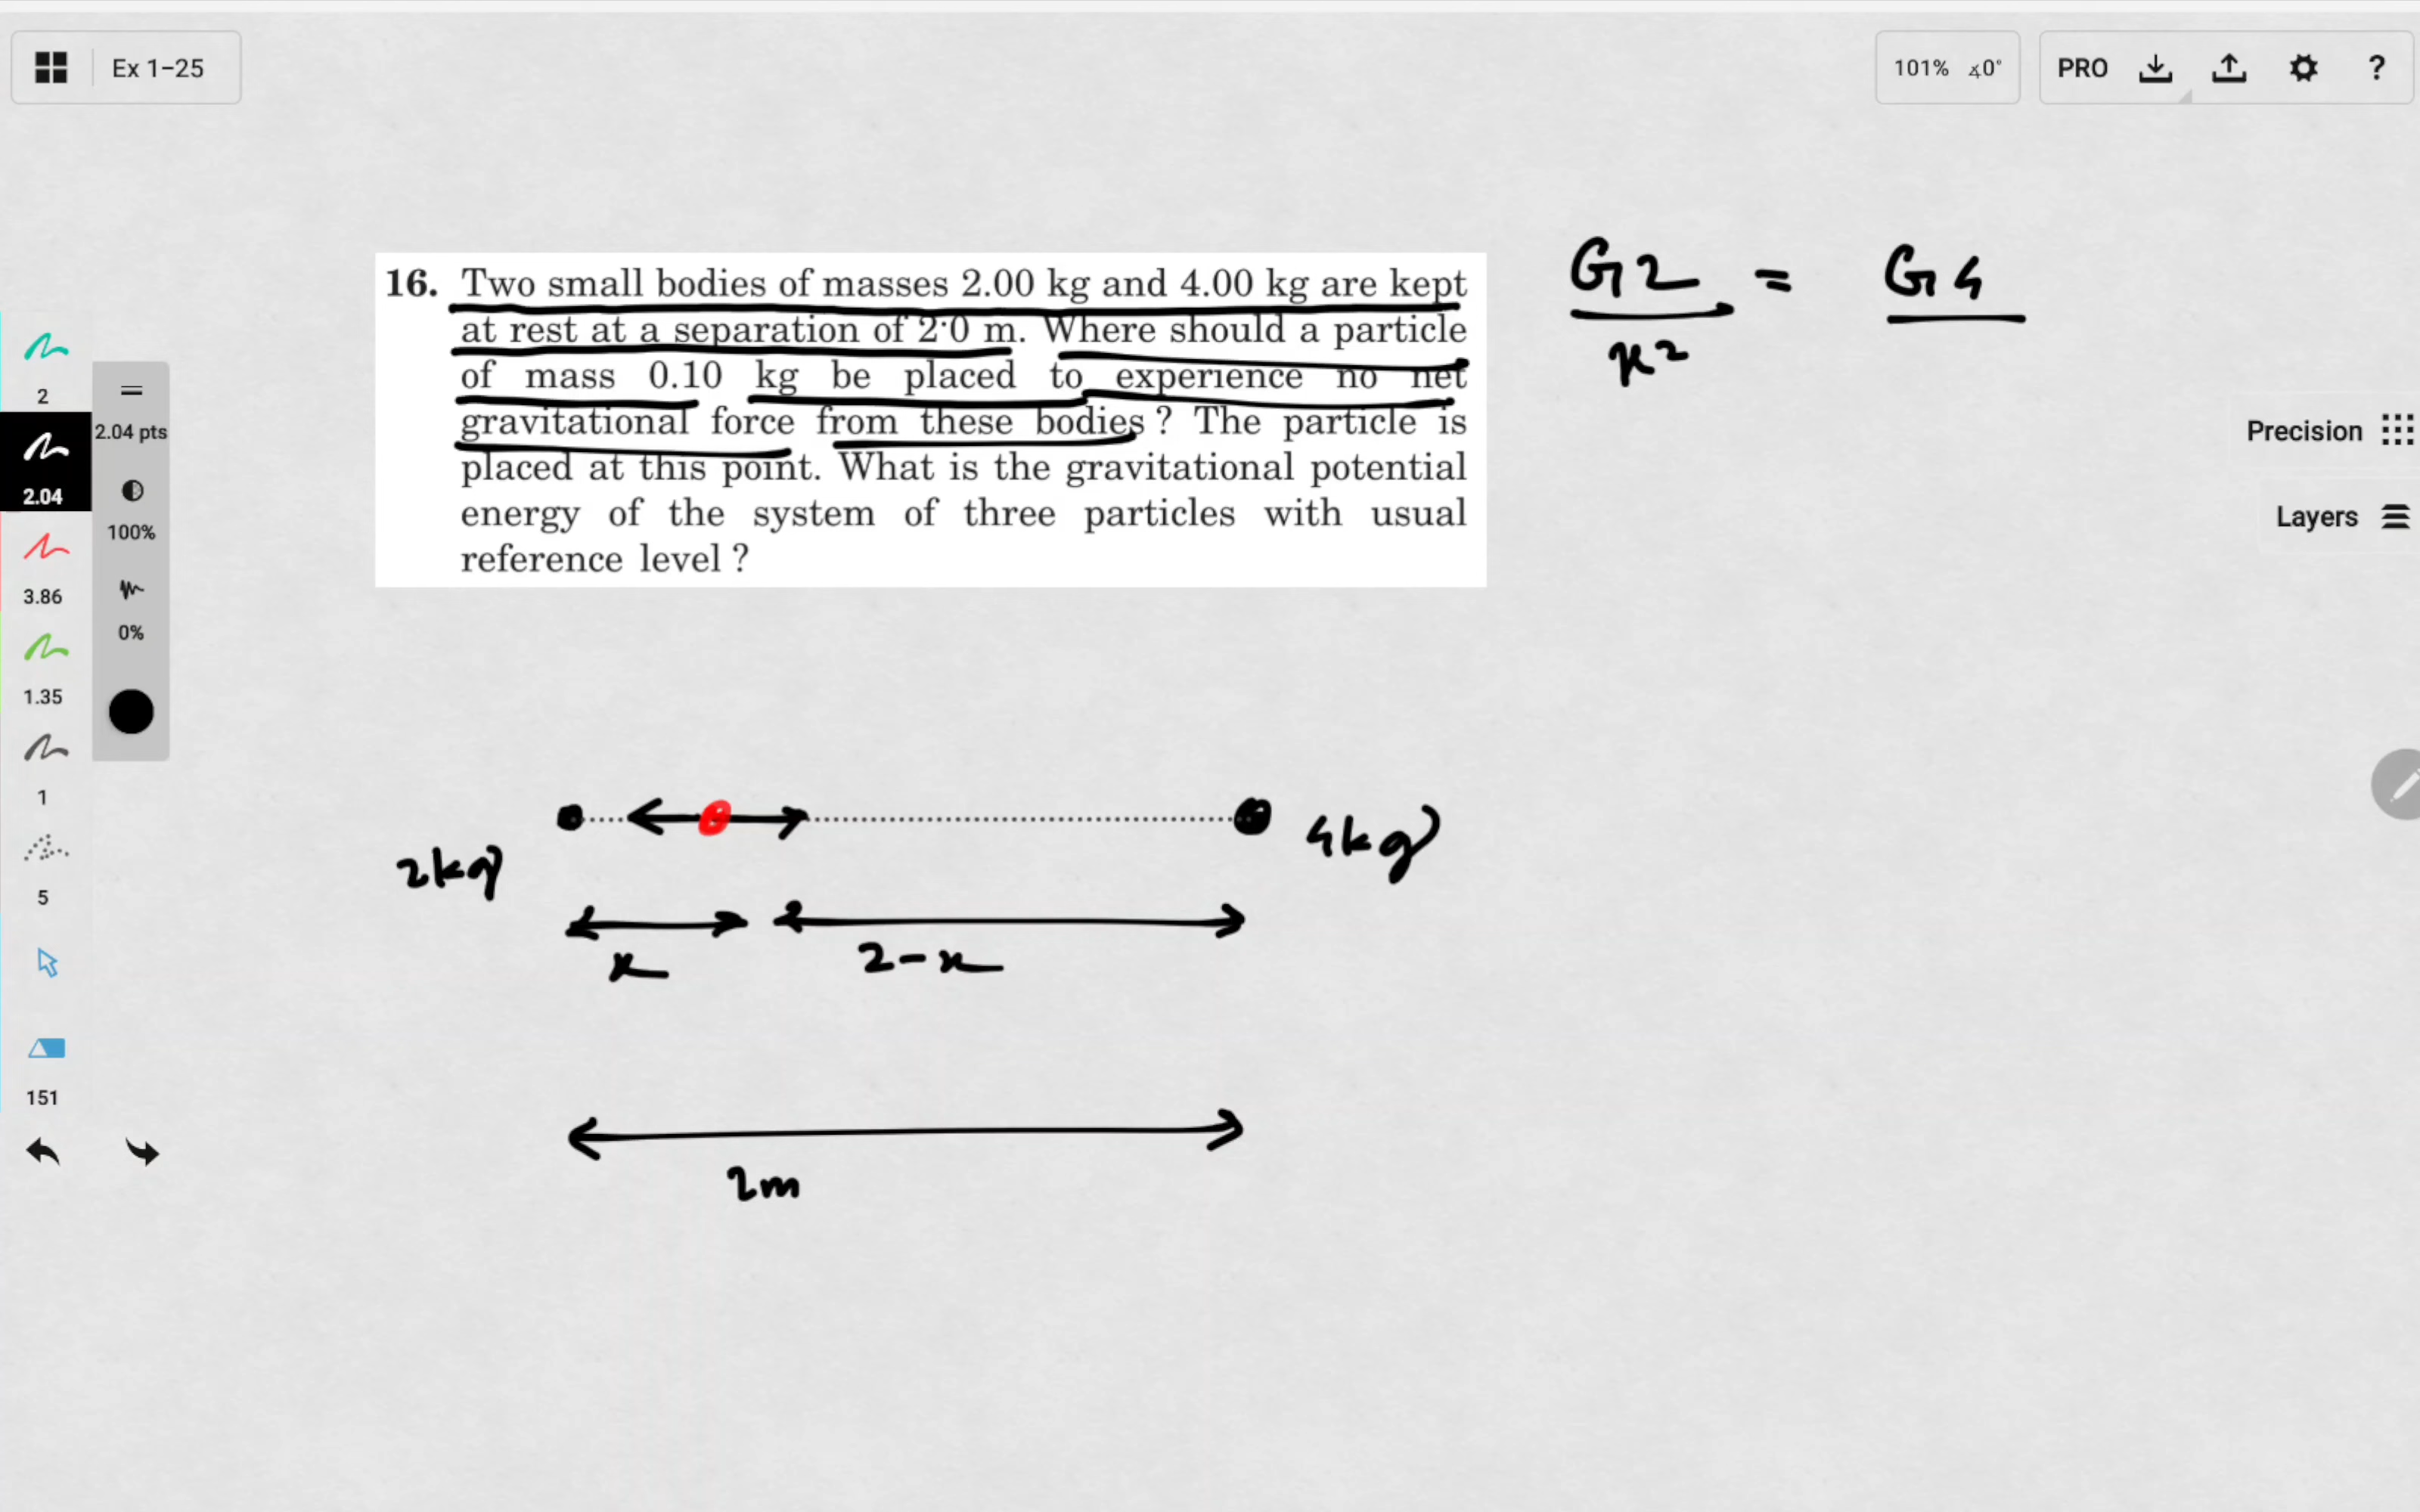 Ex 1–25
101% ∡0°
PRO
?
16. Two small bodies of masses 2.00 kg and 4.00 kg are kept
at rest at a separation of 2·0 m. Where should a particle
of mass 0.10 kg be placed to experience no net
gravitational force from these bodies ? The particle is
placed at this point. What is the gravitational potential
energy of the system of three particles with usual
reference level ?
G2 = G4
x²
2
2.04 pts
2.04
100%
3.86
0%
1.35
1
5
151
Precision
Layers
2kg
4kg
x
2-x
2m